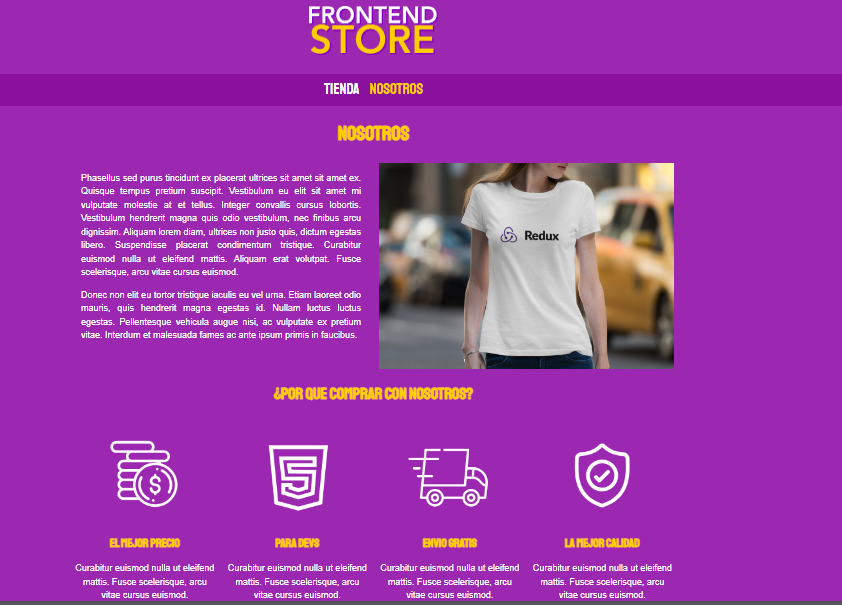 FRONTEND
STORE
TIENDA NOSOTROS
NOSOTROS
Phasellus sed purus tincidunt ex placerat ultrices sit amet sit amet ex.
Quisque tempus pretium suscipit. Vestibulum eu elit sit amet mi
vulputate molestie at et tellus. Integer convallis cursus lobortis.
Vestibulum hendrerit magna quis odio vestibulum, nec finibus arcu
dignissim. Aliquam lorem diam, ultrices non justo quis, dictum egestas
libero. Suspendisse placerat condimentum tristique. Curabitur
euismod nulla ut eleifend mattis. Aliquam erat volutpat. Fusce
scelerisque, arcu vitae cursus euismod.
Donec non elit eu tortor tristique iaculis eu vel urna. Etiam laoreet odio
mauris, quis hendrerit magna egestas id. Nullam luctus luctus
egestas. Pellentesque vehicula augue nisi, ac vulputate ex pretium
vitae. Interdum et malesuada fames ac ante ipsum primis in faucibus.
Redux
¿POR QUE COMPRAR CON NOSOTROS?
$
5
EL MEJOR PRECIO
Curabitur euismod nulla ut eleifend
mattis. Fusce scelerisque, arcu
vitae cursus euismod.
PARA DEVS
Curabitur euismod nulla ut eleifend
mattis. Fusce scelerisque, arcu
vitae cursus euismod.
ENVIO GRATIS
Curabitur euismod nulla ut eleifend
mattis. Fusce scelerisque, arcu
vitae cursus euismod.
LA MEJOR CALIDAD
Curabitur euismod nulla ut eleifend
mattis. Fusce scelerisque, arcu
vitae cursus euismod.